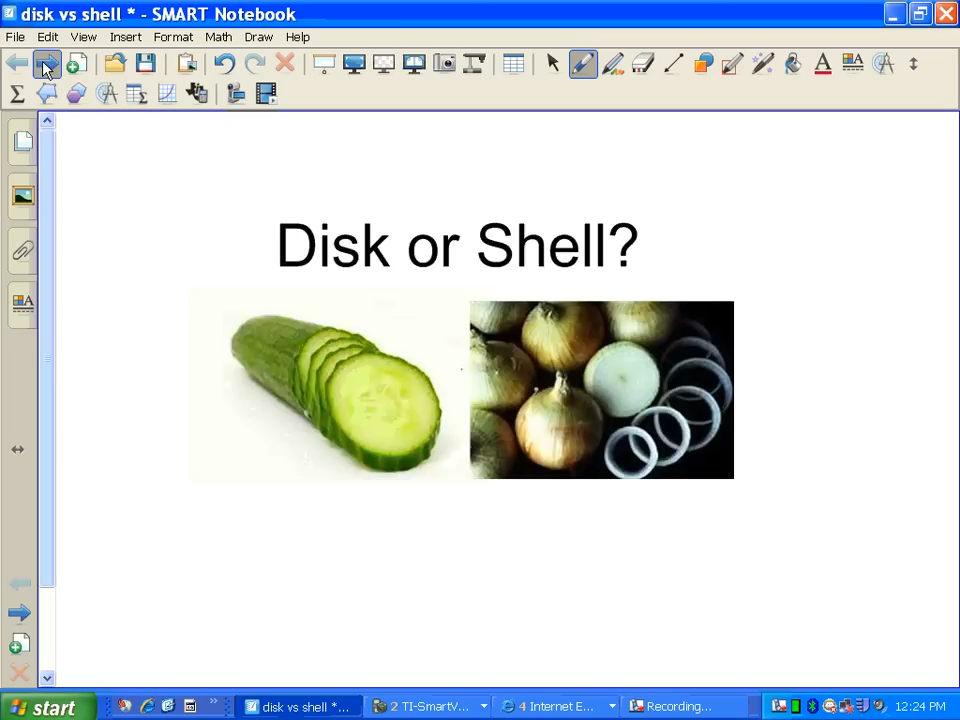 disk vs shell * - SMART Notebook
File Edit View Insert Format Math Draw Help
Disk or Shell?
start
disk vs shell *...
2 TI-SmartV...
4 Internet E...
Recording...
12:24 PM